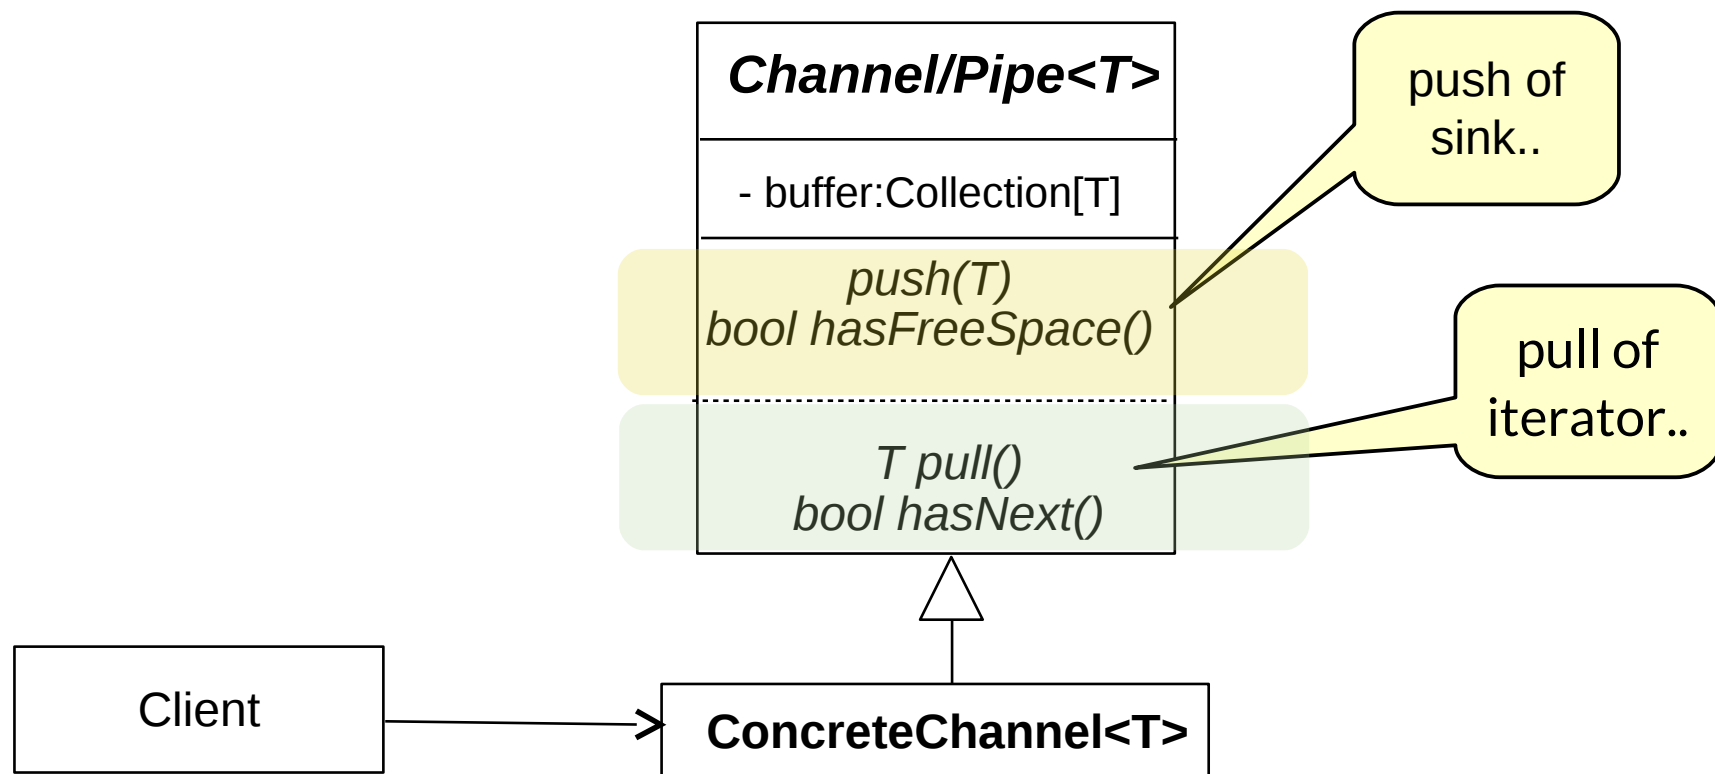 Channel/Pipe<T>
- buffer:Collection[T]
push(T)
bool hasFreeSpace()
T pull()
bool hasNext()
push of
sink..
pull of
iterator..
Client
ConcreteChannel<T>